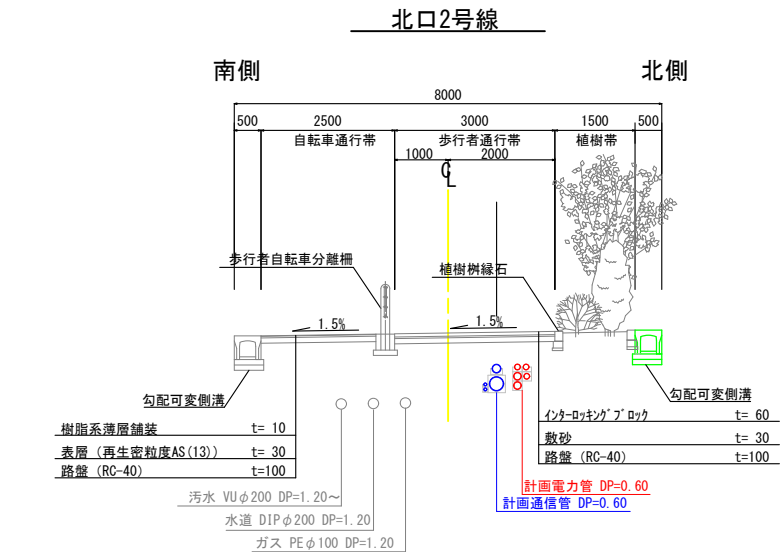 北口2号線
南側
北側
8000
500
2500
3000
1500
500
自転車通行帯
歩行者通行帯
植樹帯
1000
2000
CL
歩行者自転車分離柵
植樹桝縁石
1.5%
1.5%
勾配可変側溝
勾配可変側溝
樹脂系薄層舗装 t= 10
表層 (再生密粒度AS(13)) t= 30
路盤 (RC-40) t=100
インターロッキングブロック t= 60
敷砂 t= 30
路盤 (RC-40) t=100
汚水 VUφ200 DP=1.20～
水道 DIPφ200 DP=1.20
ガス PEφ100 DP=1.20
計画電力管 DP=0.60
計画通信管 DP=0.60